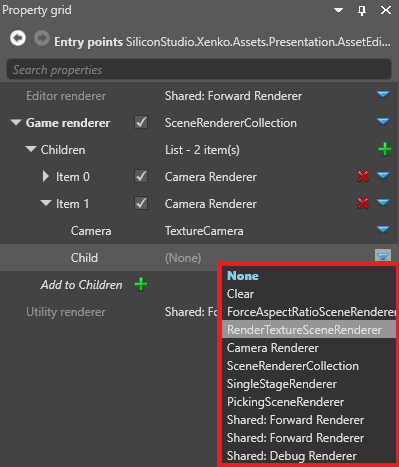 Property grid
Entry points SiliconStudio.Xenko.Assets.Presentation.AssetEdi...
Search properties
Editor renderer Shared: Forward Renderer
Game renderer SceneRendererCollection
Children List - 2 item(s)
Item 0 Camera Renderer
Item 1 Camera Renderer
Camera TextureCamera
Child (None)
Add to Children
Utility renderer Shared: Fo
None
Clear
ForceAspectRatioSceneRenderer
RenderTextureSceneRenderer
Camera Renderer
SceneRendererCollection
SingleStageRenderer
PickingSceneRenderer
Shared: Forward Renderer
Shared: Forward Renderer
Shared: Debug Renderer